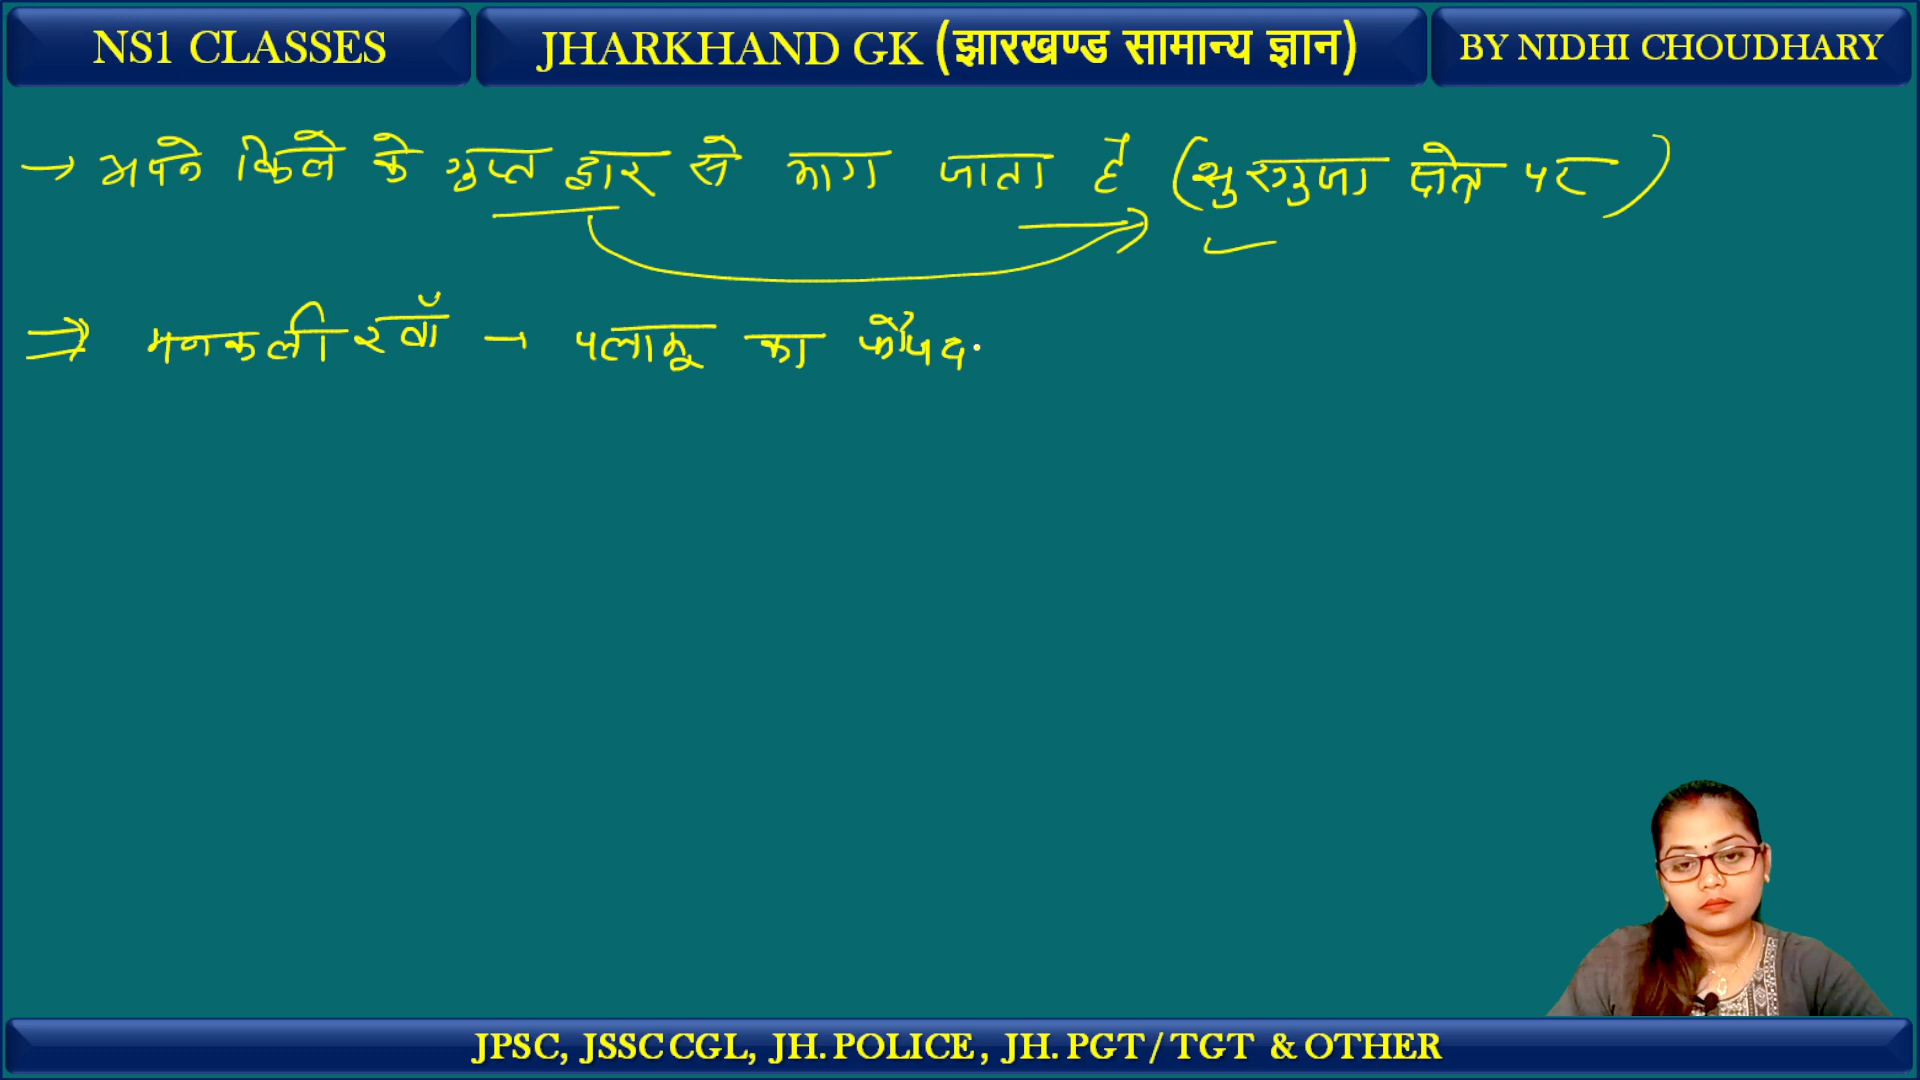 NS1 CLASSES
JHARKHAND GK (झारखण्ड सामान्य ज्ञान)
BY NIDHI CHOUDHARY
→ अपने किले के गुप्त द्वार से भाग जाता है (सुरगुजा क्षेत्र पर)
⇒ मनकली खाँ → पलामू का फौजद
JPSC, JSSC CGL, JH. POLICE, JH. PGT / TGT & OTHER